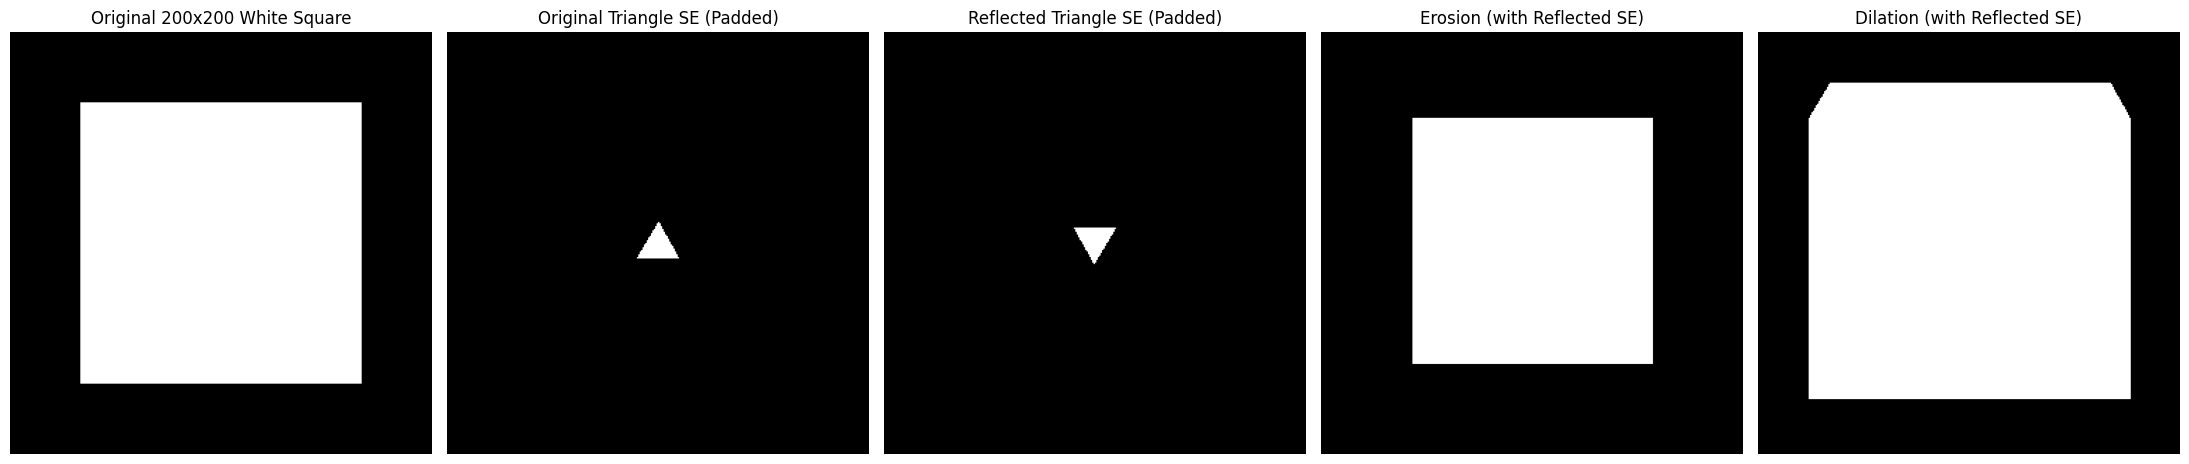 Original 200x200 White Square
Original Triangle SE (Padded)
Reflected Triangle SE (Padded)
Erosion (with Reflected SE)
Dilation (with Reflected SE)